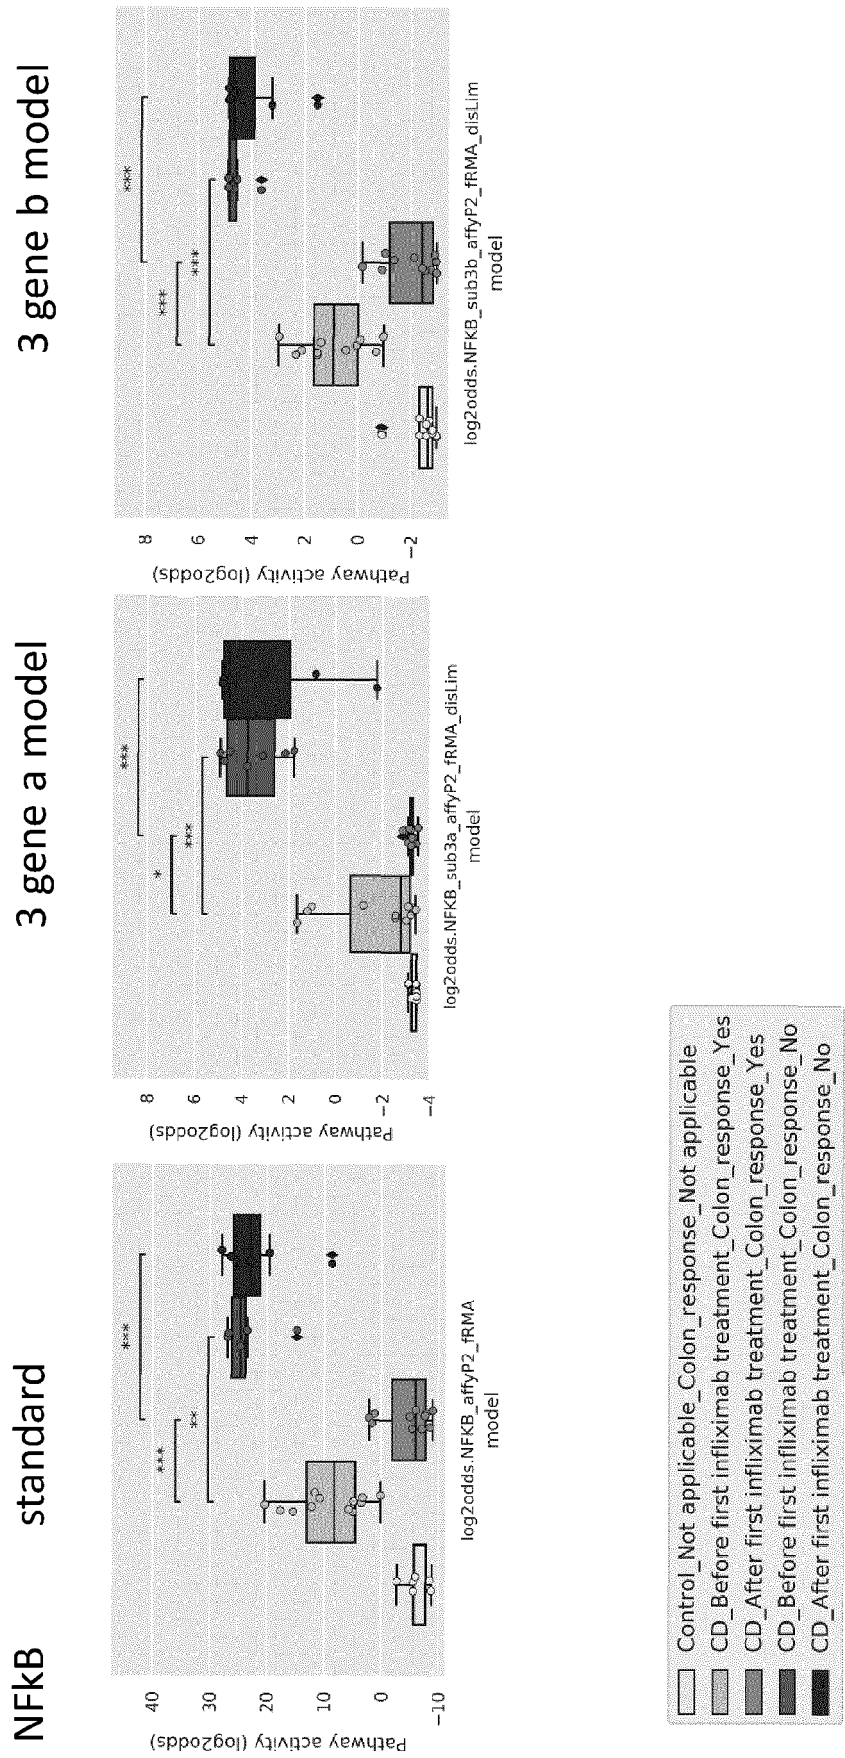 NFkB
standard
3 gene a model
3 gene b model
Pathway activity (log2odds)
40
30
20
10
0
−10
***
**
***
log2odds.NFKB_affyP2_fRMA
model
Pathway activity (log2odds)
8
6
4
2
0
−2
−4
*
***
***
log2odds.NFKB_sub3a_affyP2_fRMA_disLim
model
Pathway activity (log2odds)
8
6
4
2
0
−2
***
***
***
log2odds.NFKB_sub3b_affyP2_fRMA_disLim
model
Control_Not applicable_Colon_response_Not applicable
CD_Before first infliximab treatment_Colon_response_Yes
CD_After first infliximab treatment_Colon_response_Yes
CD_Before first infliximab treatment_Colon_response_No
CD_After first infliximab treatment_Colon_response_No